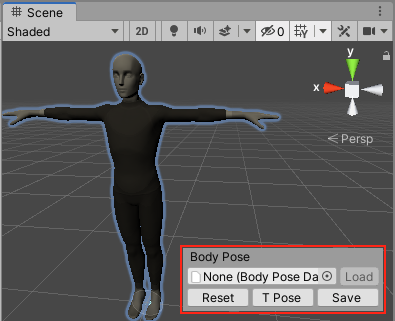 Scene
Shaded 2D 0
y
x
Persp
Body Pose
None (Body Pose Da Load
Reset T Pose Save